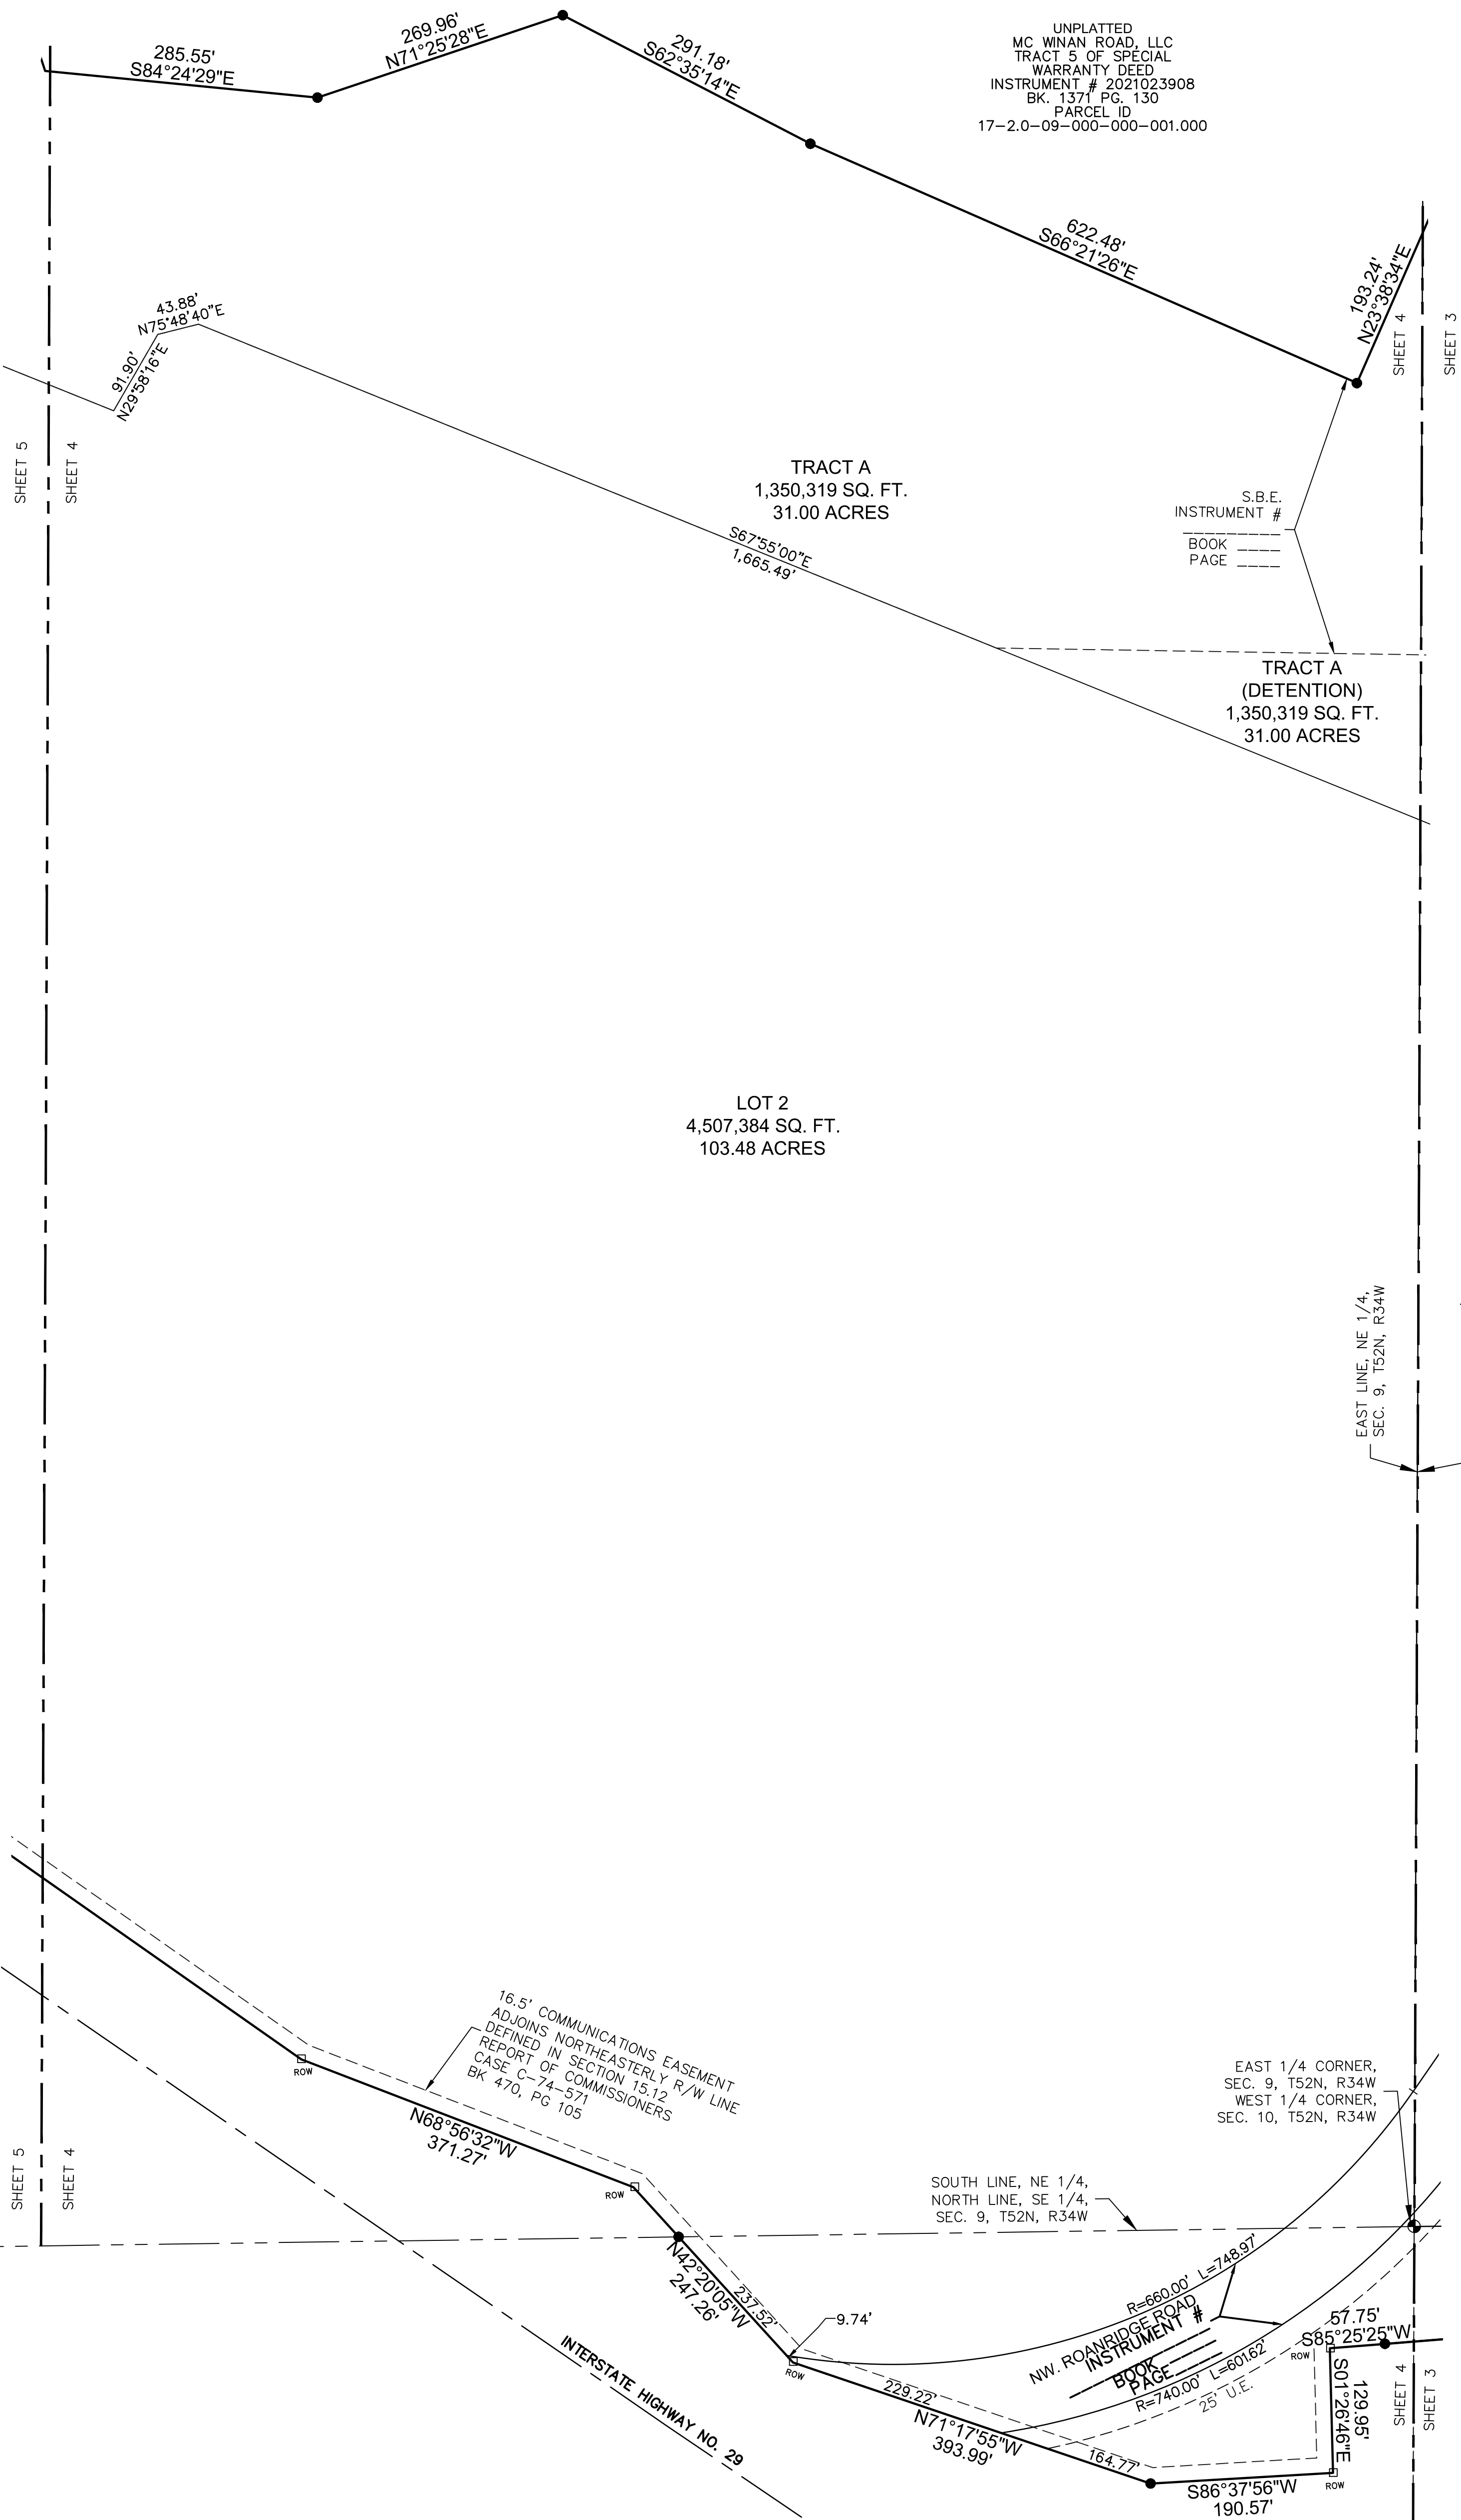 285.55'
S84°24'29"E
269.96'
N71°25'28"E
291.18'
S62°35'14"E
UNPLATTED
MC WINAN ROAD, LLC
TRACT 5 OF SPECIAL
WARRANTY DEED
INSTRUMENT # 2021023908
BK. 1371 PG. 130
PARCEL ID
17-2.0-09-000-000-001.000
622.48'
S66°21'26"E
193.24'
N23°38'34"E
SHEET 4
SHEET 3
43.88'
N75°48'40"E
91.90'
N29°58'16"E
SHEET 5
SHEET 4
TRACT A
1,350,319 SQ. FT.
31.00 ACRES
S.B.E.
INSTRUMENT #
_________
BOOK ____
PAGE ____
S67°55'00"E
1,665.49'
TRACT A
(DETENTION)
1,350,319 SQ. FT.
31.00 ACRES
LOT 2
4,507,384 SQ. FT.
103.48 ACRES
EAST LINE, NE 1/4,
SEC. 9, T52N, R34W
16.5' COMMUNICATIONS EASEMENT
ADJOINS NORTHEASTERLY R/W LINE
DEFINED IN SECTION 15.12
REPORT OF COMMISSIONERS
CASE C-74-571
BK 470, PG 105
ROW
N68°56'32"W
371.27'
ROW
SHEET 5
SHEET 4
EAST 1/4 CORNER,
SEC. 9, T52N, R34W
WEST 1/4 CORNER,
SEC. 10, T52N, R34W
SOUTH LINE, NE 1/4,
NORTH LINE, SE 1/4,
SEC. 9, T52N, R34W
N42°20'05"W
247.26'
237.52'
9.74'
ROW
R=660.00' L=748.97'
NW. ROANRIDGE ROAD
INSTRUMENT #
_________
BOOK____
PAGE____
R=740.00' L=601.62'
25' U.E.
57.75'
S85°25'25"W
ROW
129.95'
S01°26'46"E
SHEET 4
SHEET 3
INTERSTATE HIGHWAY NO. 29
229.22'
N71°17'55"W
393.99'
164.77'
S86°37'56"W
190.57'
ROW